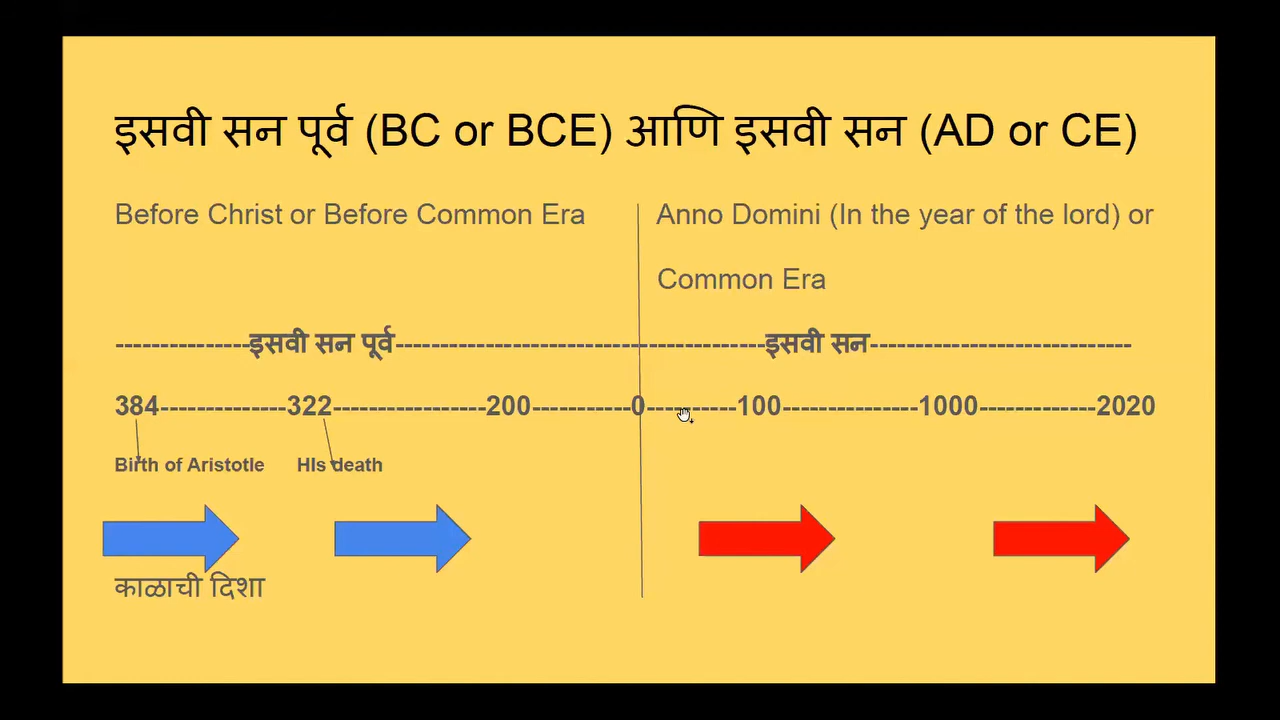 इसवी सन पूर्व (BC or BCE) आणि इसवी सन (AD or CE)
Before Christ or Before Common Era
Anno Domini (In the year of the lord) or
Common Era
---------------इसवी सन पूर्व-----------------------------------------इसवी सन-----------------------------
384--------------322-----------------200-----------0----------100---------------1000-------------2020
Birth of Aristotle HIs death
काळाची दिशा